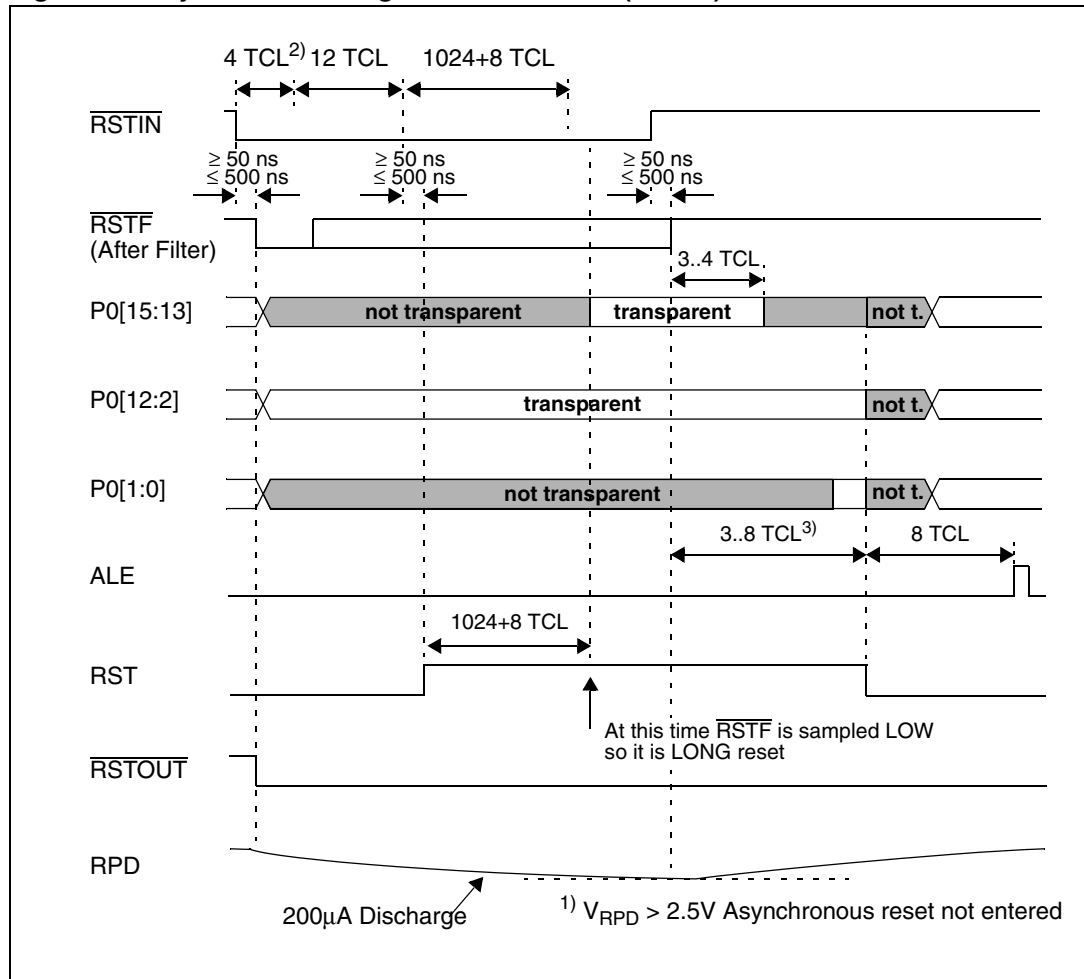 4 TCL2) 12 TCL 1024+8 TCL
RSTIN
≥ 50 ns ≥ 50 ns ≥ 50 ns
≤ 500 ns ≤ 500 ns ≤ 500 ns
RSTF
(After Filter)
3..4 TCL
P0[15:13] not transparent transparent not t.
P0[12:2] transparent not t.
P0[1:0] not transparent not t.
3..8 TCL3) 8 TCL
ALE
1024+8 TCL
RST
At this time RSTF is sampled LOW
so it is LONG reset
RSTOUT
RPD
200μA Discharge
1) VRPD > 2.5V Asynchronous reset not entered